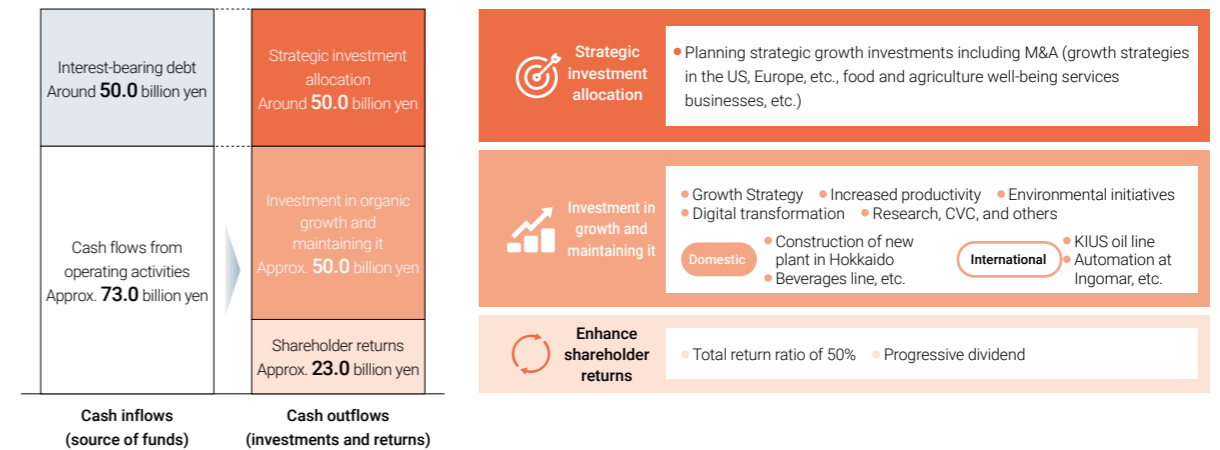 Interest-bearing debt
Around 50.0 billion yen
Cash flows from
operating activities
Approx. 73.0 billion yen
Cash inflows
(source of funds)
Strategic investment
allocation
Around 50.0 billion yen
Investment in organic
growth and
maintaining it
Approx. 50.0 billion yen
Shareholder returns
Approx. 23.0 billion yen
Cash outflows
(investments and returns)
Strategic
investment
allocation
● Planning strategic growth investments including M&A (growth strategies
in the US, Europe, etc., food and agriculture well-being services
businesses, etc.)
Investment in
growth and
maintaining it
● Growth Strategy ● Increased productivity ● Environmental initiatives
● Digital transformation ● Research, CVC, and others
Domestic
● Construction of new
plant in Hokkaido
● Beverages line, etc.
International
● KIUS oil line
● Automation at
Ingomar, etc.
Enhance
shareholder
returns
● Total return ratio of 50% ● Progressive dividend